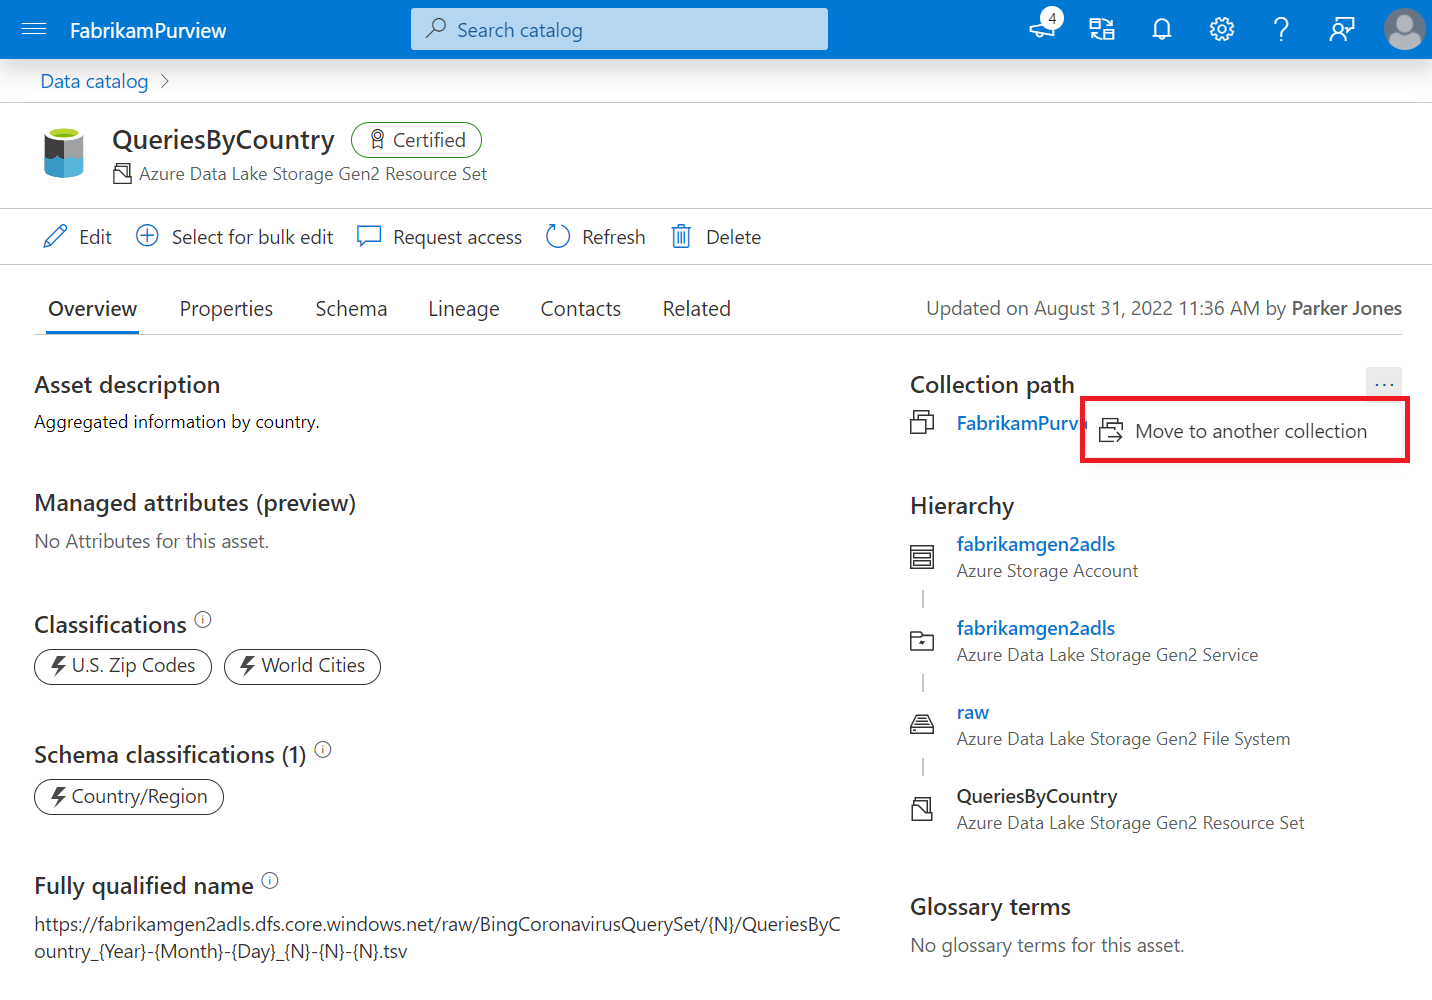 FabrikamPurview
Search catalog
4
Data catalog
QueriesByCountry
Certified
Azure Data Lake Storage Gen2 Resource Set
Edit
Select for bulk edit
Request access
Refresh
Delete
Overview
Properties
Schema
Lineage
Contacts
Related
Updated on August 31, 2022 11:36 AM by Parker Jones
Asset description
Aggregated information by country.
Managed attributes (preview)
No Attributes for this asset.
Classifications
U.S. Zip Codes
World Cities
Schema classifications (1)
Country/Region
Fully qualified name
https://fabrikamgen2adls.dfs.core.windows.net/raw/BingCoronavirusQuerySet/{N}/QueriesByC
ountry_{Year}-{Month}-{Day}_{N}-{N}-{N}.tsv
Collection path
...
FabrikamPurvie
Move to another collection
Hierarchy
fabrikamgen2adls
Azure Storage Account
fabrikamgen2adls
Azure Data Lake Storage Gen2 Service
raw
Azure Data Lake Storage Gen2 File System
QueriesByCountry
Azure Data Lake Storage Gen2 Resource Set
Glossary terms
No glossary terms for this asset.